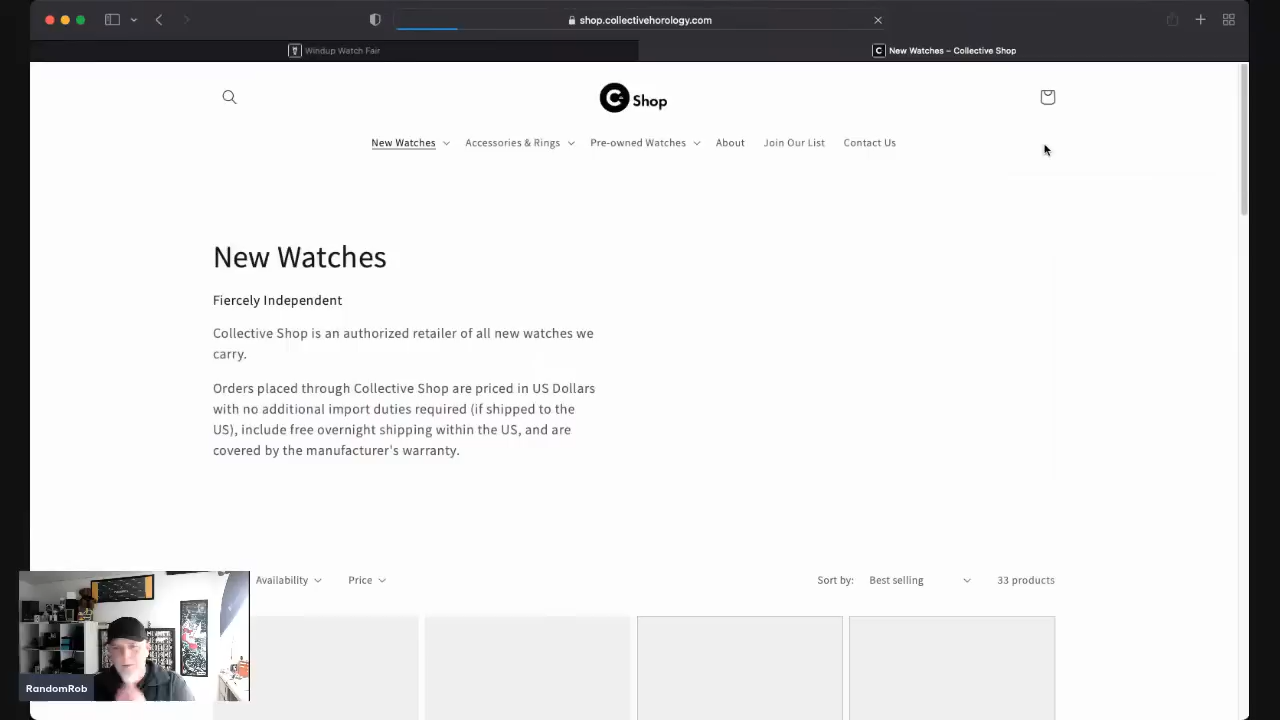 shop.collectivehorology.com
Windup Watch Fair
New Watches – Collective Shop
C Shop
New Watches
Accessories & Rings
Pre-owned Watches
About
Join Our List
Contact Us
New Watches
Fiercely Independent
Collective Shop is an authorized retailer of all new watches we
carry.
Orders placed through Collective Shop are priced in US Dollars
with no additional import duties required (if shipped to the
US), include free overnight shipping within the US, and are
covered by the manufacturer's warranty.
Availability
Price
Sort by:
Best selling
33 products
RandomRob